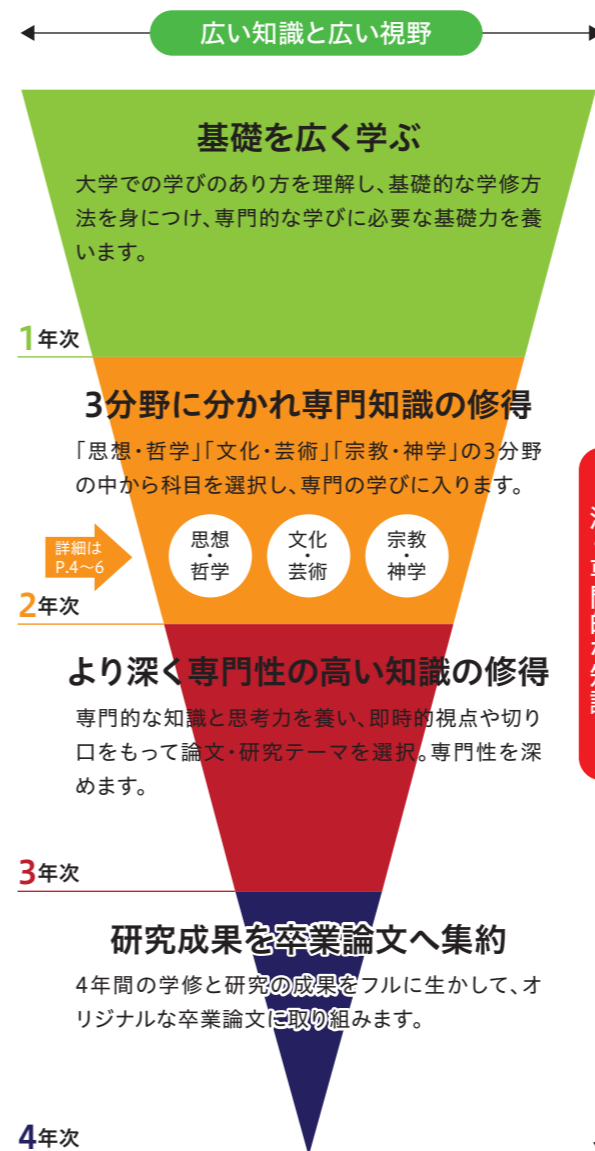 広い知識と広い視野
基礎を広く学ぶ
大学での学びのあり方を理解し、基礎的な学修方
法を身につけ、専門的な学びに必要な基礎力を養
います。
1年次
3分野に分かれ専門知識の修得
「思想・哲学」「文化・芸術」「宗教・神学」の3分野
の中から科目を選択し、専門の学びに入ります。
詳細は
P.4〜6
思想
・
哲学
文化
・
芸術
宗教
・
神学
2年次
より深く専門性の高い知識の修得
専門的な知識と思考力を養い、即時的視点や切り
口をもって論文・研究テーマを選択。専門性を深
めます。
3年次
研究成果を卒業論文へ集約
4年間の学修と研究の成果をフルに生かして、オ
リジナルな卒業論文に取り組みます。
4年次